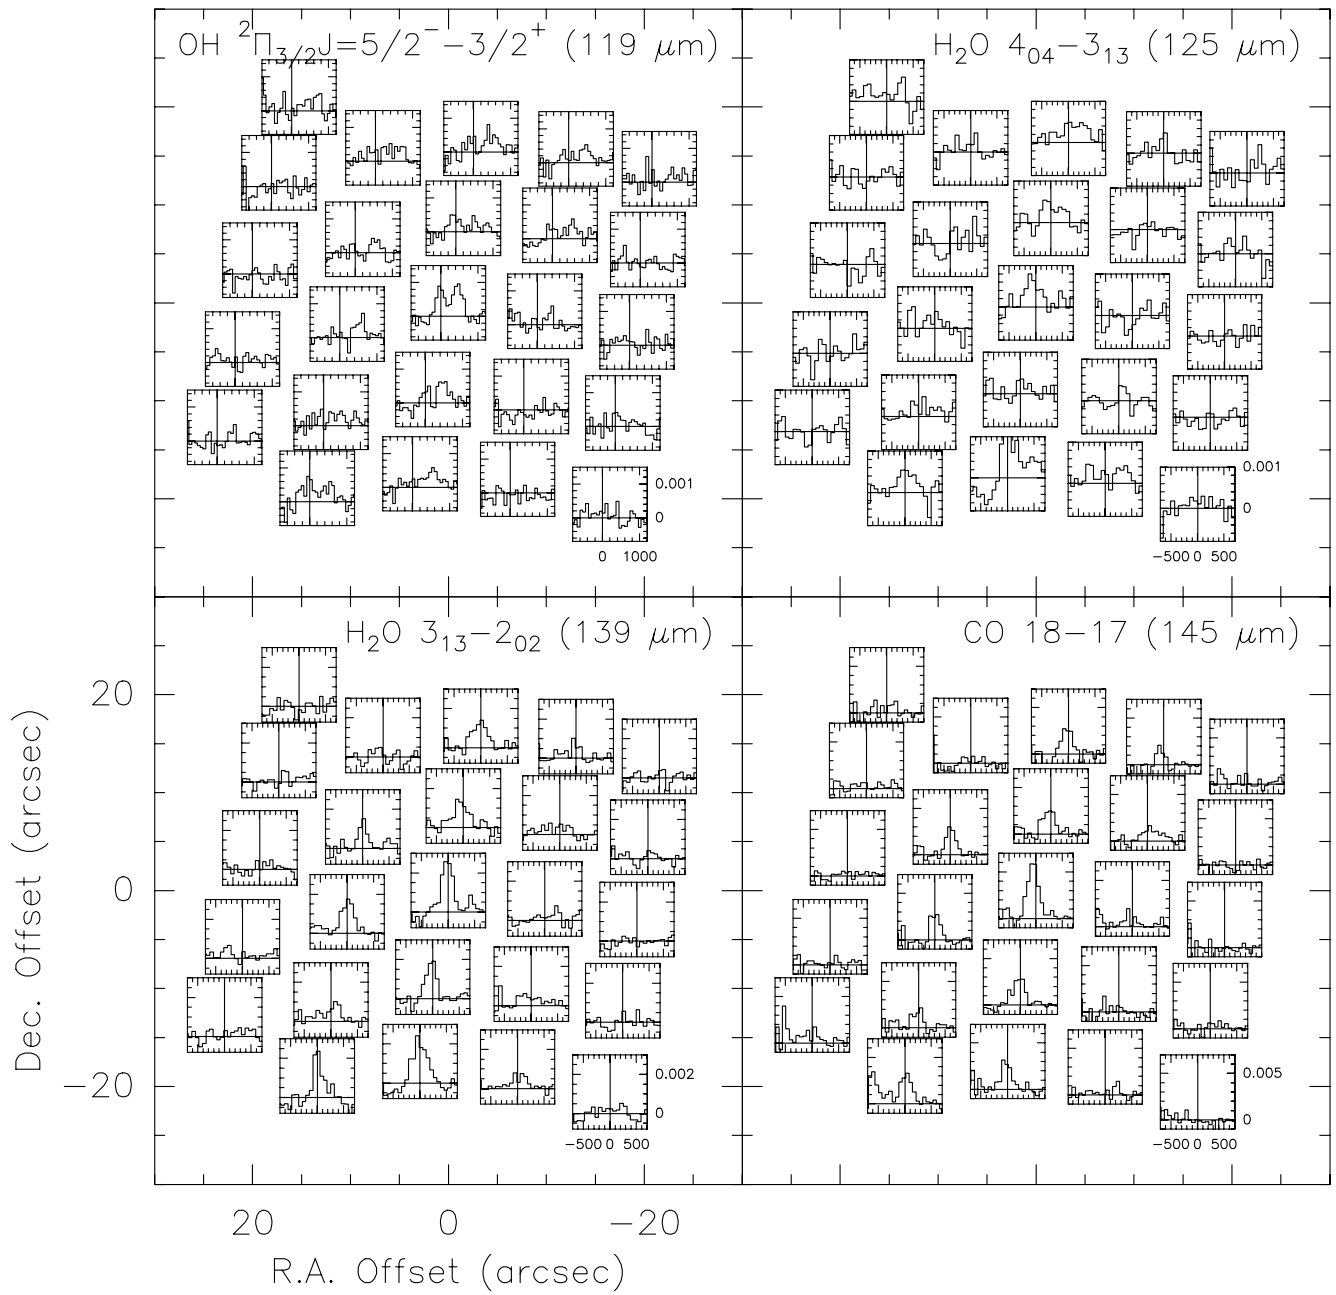 OH ²Π₃/₂J=5/2⁻−3/2⁺ (119 μm)
H₂O 4₀₄−3₁₃ (125 μm)
0.001
0
0 1000
0.001
0
−500 0 500
H₂O 3₁₃−2₀₂ (139 μm)
CO 18−17 (145 μm)
20
0
−20
Dec. Offset (arcsec)
0.002
0
−500 0 500
0.005
0
−500 0 500
20 0 −20
R.A. Offset (arcsec)